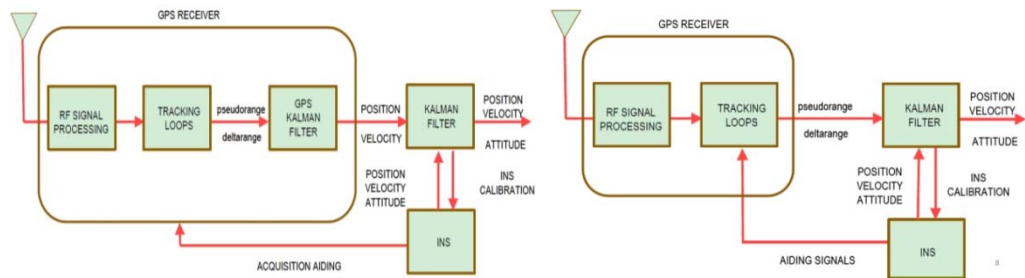 GPS RECEIVER
RF SIGNAL
PROCESSING
TRACKING
LOOPS
pseudorange
deltarange
GPS
KALMAN
FILTER
POSITION
VELOCITY
KALMAN
FILTER
POSITION
VELOCITY
ATTITUDE
POSITION
VELOCITY
ATTITUDE
INS
CALIBRATION
INS
ACQUISITION AIDING
GPS RECEIVER
RF SIGNAL
PROCESSING
TRACKING
LOOPS
pseudorange
deltarange
KALMAN
FILTER
POSITION
VELOCITY
ATTITUDE
POSITION
VELOCITY
ATTITUDE
INS
CALIBRATION
INS
AIDING SIGNALS